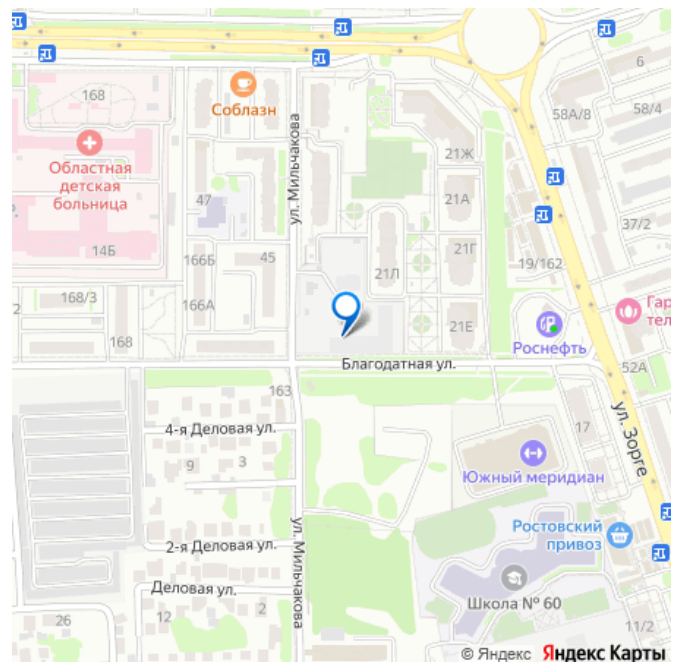 6
168
Соблазн
58А/8
58/4
Областная
детская
больница
ул. Мильчакова
21Ж
47
21А
37/2
14Б
166Б
45
21Г
19/162
21Л
168/3
166А
Гар
тел
168
21Е
Роснефть
Благодатная ул.
52А
163
ул. Зорге
4-я Деловая ул.
17
9
3
Южный меридиан
ул. Мильчакова
Ростовский
привоз
2-я Деловая ул.
Деловая ул.
Школа № 60
26
12
2
11/2
© Яндекс Яндекс Карты